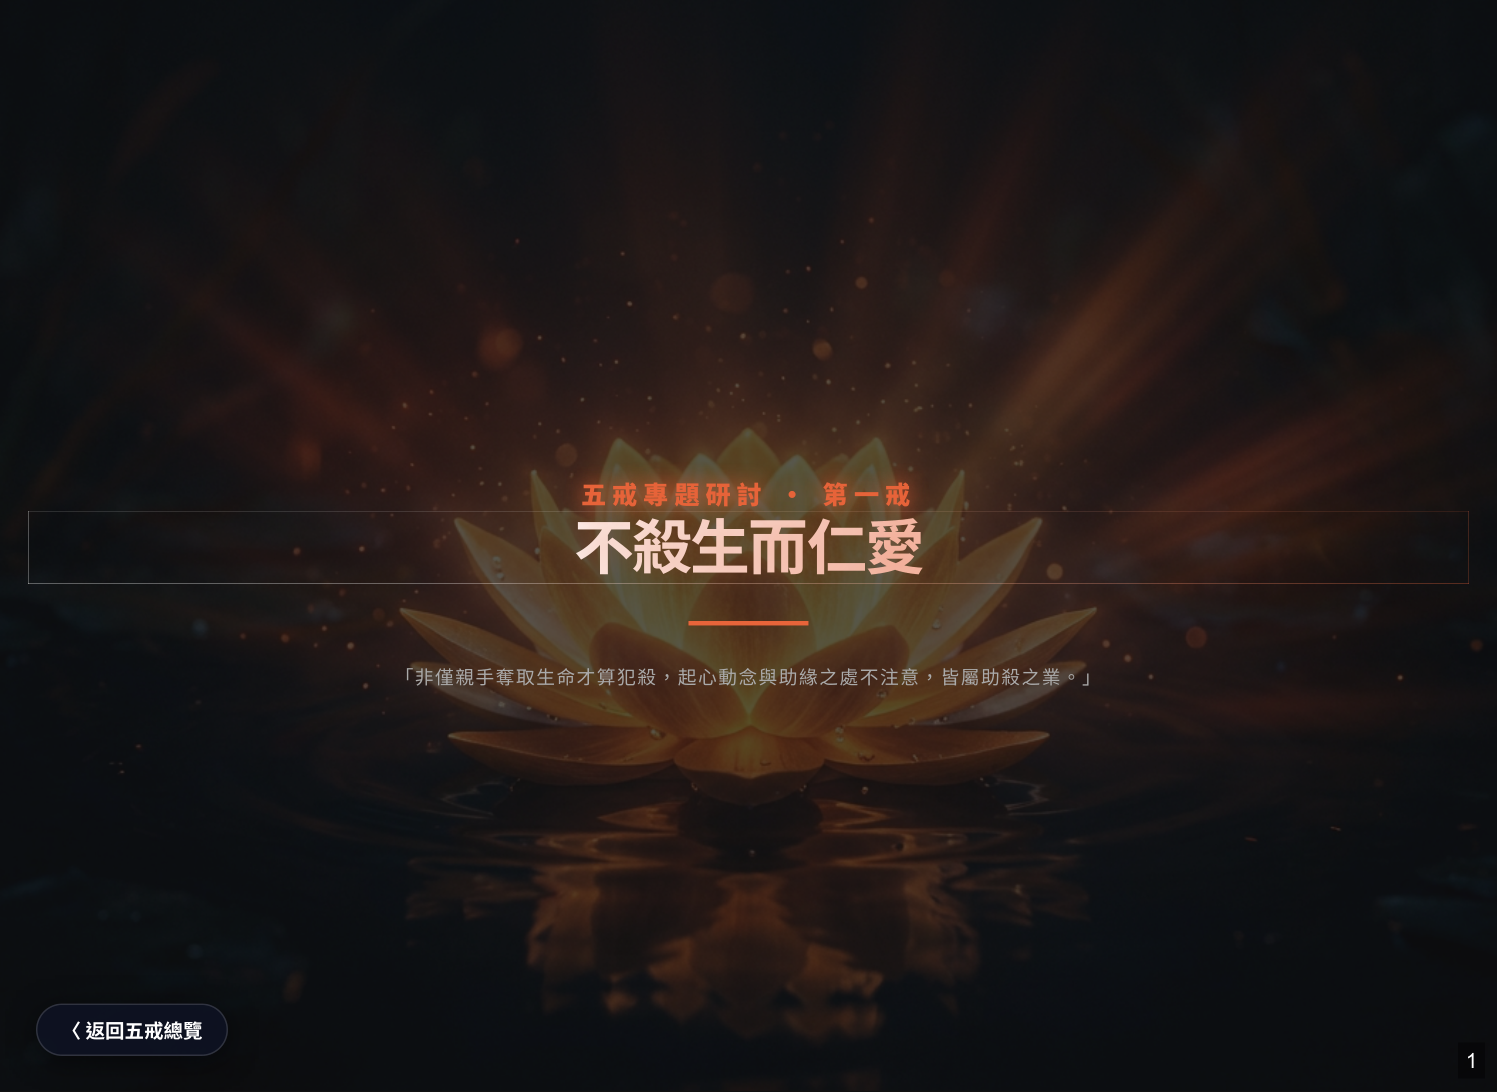 五戒專題研討 · 第一戒
不殺生而仁愛
「非僅親手奪取生命才算犯殺，起心動念與助緣之處不注意，皆屬助殺之業。」
〈 返回五戒總覽
1